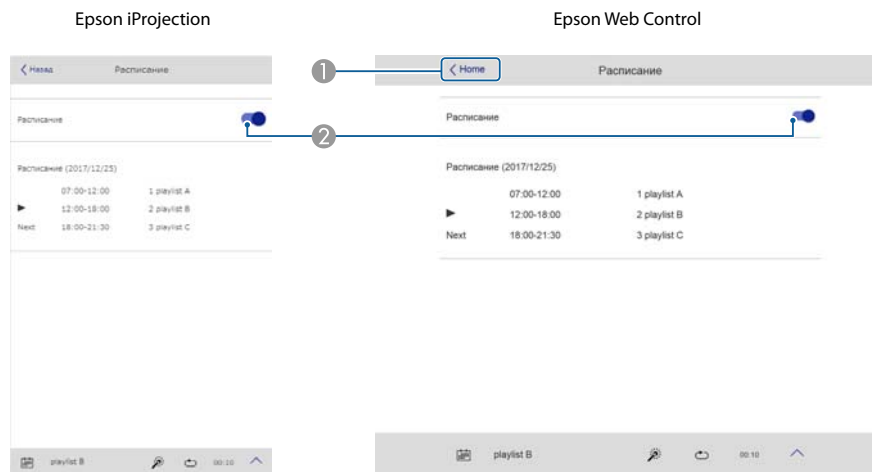 Epson iProjection
Epson Web Control
Назад
Расписание
1
Home
Расписание
Расписание
Расписание
2
Расписание (2017/12/25)
07:00-12:00 1 playlist A
12:00-18:00 2 playlist B
Next 18:00-21:30 3 playlist C
Расписание (2017/12/25)
07:00-12:00 1 playlist A
12:00-18:00 2 playlist B
Next 18:00-21:30 3 playlist C
playlist B 00:10
playlist B 00:10